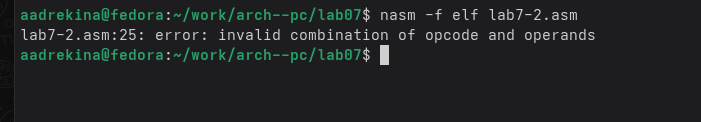 aadrekina@fedora:~/work/arch--pc/lab07$ nasm -f elf lab7-2.asm
lab7-2.asm:25: error: invalid combination of opcode and operands
aadrekina@fedora:~/work/arch--pc/lab07$